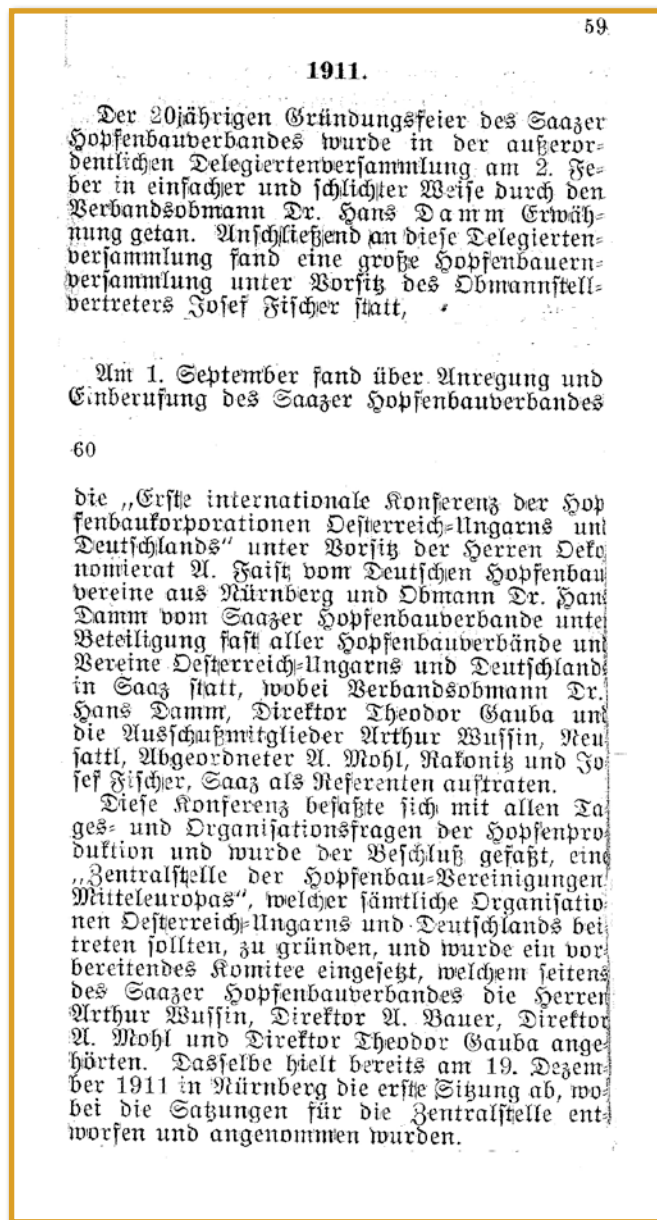 59
1911.
Der 20jährigen Gründungsfeier des Saazer
Hopfenbauverbandes wurde in der außeror-
dentlichen Delegiertenversammlung am 2. Fe-
ber in einfacher und schlichter Weise durch den
Verbandsobmann Dr. Hans Damm Erwäh-
nung getan. Anschließend an diese Delegierten-
versammlung fand eine große Hopfenbauern-
versammlung unter Vorsitz des Obmannstell-
vertreters Josef Fischer statt,
Am 1. September fand über Anregung und
Einberufung des Saazer Hopfenbauverbandes
60
die „Erste internationale Konferenz der Hop
fenbaukorporationen Oesterreich-Ungarns un
Deutschlands“ unter Vorsitz der Herren Oeko
nomierat A. Faist vom Deutschen Hopfenbau
vereine aus Nürnberg und Obmann Dr. Han
Damm vom Saazer Hopfenbauverbande unte
Beteiligung fast aller Hopfenbauverbände un
Vereine Oesterreich-Ungarns und Deutschland
in Saaz statt, wobei Verbandsobmann Dr.
Hans Damm, Direktor Theodor Gauba un
die Ausschußmitglieder Arthur Wussin, Neu
sattl, Abgeordneter A. Mohl, Rakonitz und Jo
sef Fischer, Saaz als Referenten auftraten.
Diese Konferenz befaßte sich mit allen Ta
ges- und Organisationsfragen der Hopfenpro
duktion und wurde der Beschluß gefaßt, eine
„Zentralstelle der Hopfenbau-Vereinigungen
Mitteleuropas“, welcher sämtliche Organisatio
nen Oesterreich-Ungarns und Deutschlands bei
treten sollten, zu gründen, und wurde ein vor
bereitendes Komitee eingesetzt, welchem seitens
des Saazer Hopfenbauverbandes die Herren
Arthur Wussin, Direktor A. Bauer, Direktor
A. Mohl und Direktor Theodor Gauba ange
hörten. Dasselbe hielt bereits am 19. Dezem-
ber 1911 in Nürnberg die erste Sitzung ab, wo-
bei die Satzungen für die Zentralstelle ent-
worfen und angenommen wurden.